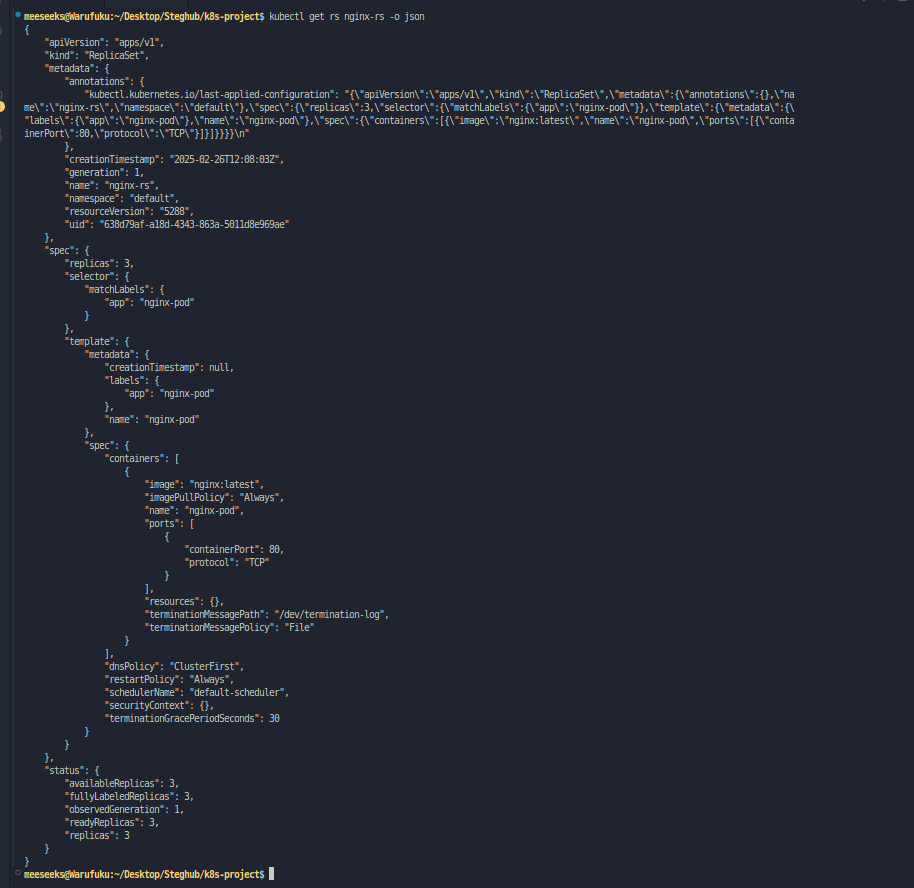 meeseeks@Warufuku:~/Desktop/Steghub/k8s-project$ kubectl get rs nginx-rs -o json
{
    "apiVersion": "apps/v1",
    "kind": "ReplicaSet",
    "metadata": {
        "annotations": {
            "kubectl.kubernetes.io/last-applied-configuration": "{\"apiVersion\":\"apps/v1\",\"kind\":\"ReplicaSet\",\"metadata\":{\"annotations\":{},\"na
me\":\"nginx-rs\",\"namespace\":\"default\"},\"spec\":{\"replicas\":3,\"selector\":{\"matchLabels\":{\"app\":\"nginx-pod\"}},\"template\":{\"metadata\":{\
"labels\":{\"app\":\"nginx-pod\"},\"name\":\"nginx-pod\"},\"spec\":{\"containers\":[{\"image\":\"nginx:latest\",\"name\":\"nginx-pod\",\"ports\":[{\"conta
inerPort\":80,\"protocol\":\"TCP\"}]}]}}}}\n"
        },
        "creationTimestamp": "2025-02-26T12:08:03Z",
        "generation": 1,
        "name": "nginx-rs",
        "namespace": "default",
        "resourceVersion": "5288",
        "uid": "638d79af-a18d-4343-863a-5011d8e969ae"
    },
    "spec": {
        "replicas": 3,
        "selector": {
            "matchLabels": {
                "app": "nginx-pod"
            }
        },
        "template": {
            "metadata": {
                "creationTimestamp": null,
                "labels": {
                    "app": "nginx-pod"
                },
                "name": "nginx-pod"
            },
            "spec": {
                "containers": [
                    {
                        "image": "nginx:latest",
                        "imagePullPolicy": "Always",
                        "name": "nginx-pod",
                        "ports": [
                            {
                                "containerPort": 80,
                                "protocol": "TCP"
                            }
                        ],
                        "resources": {},
                        "terminationMessagePath": "/dev/termination-log",
                        "terminationMessagePolicy": "File"
                    }
                ],
                "dnsPolicy": "ClusterFirst",
                "restartPolicy": "Always",
                "schedulerName": "default-scheduler",
                "securityContext": {},
                "terminationGracePeriodSeconds": 30
            }
        }
    },
    "status": {
        "availableReplicas": 3,
        "fullyLabeledReplicas": 3,
        "observedGeneration": 1,
        "readyReplicas": 3,
        "replicas": 3
    }
}
meeseeks@Warufuku:~/Desktop/Steghub/k8s-project$